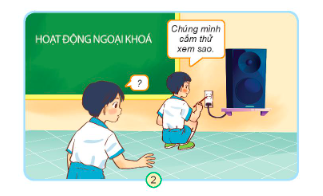 HOẠT ĐỘNG NGOẠI KHOÁ
Chúng mình
cắm thử
xem sao.
?
2